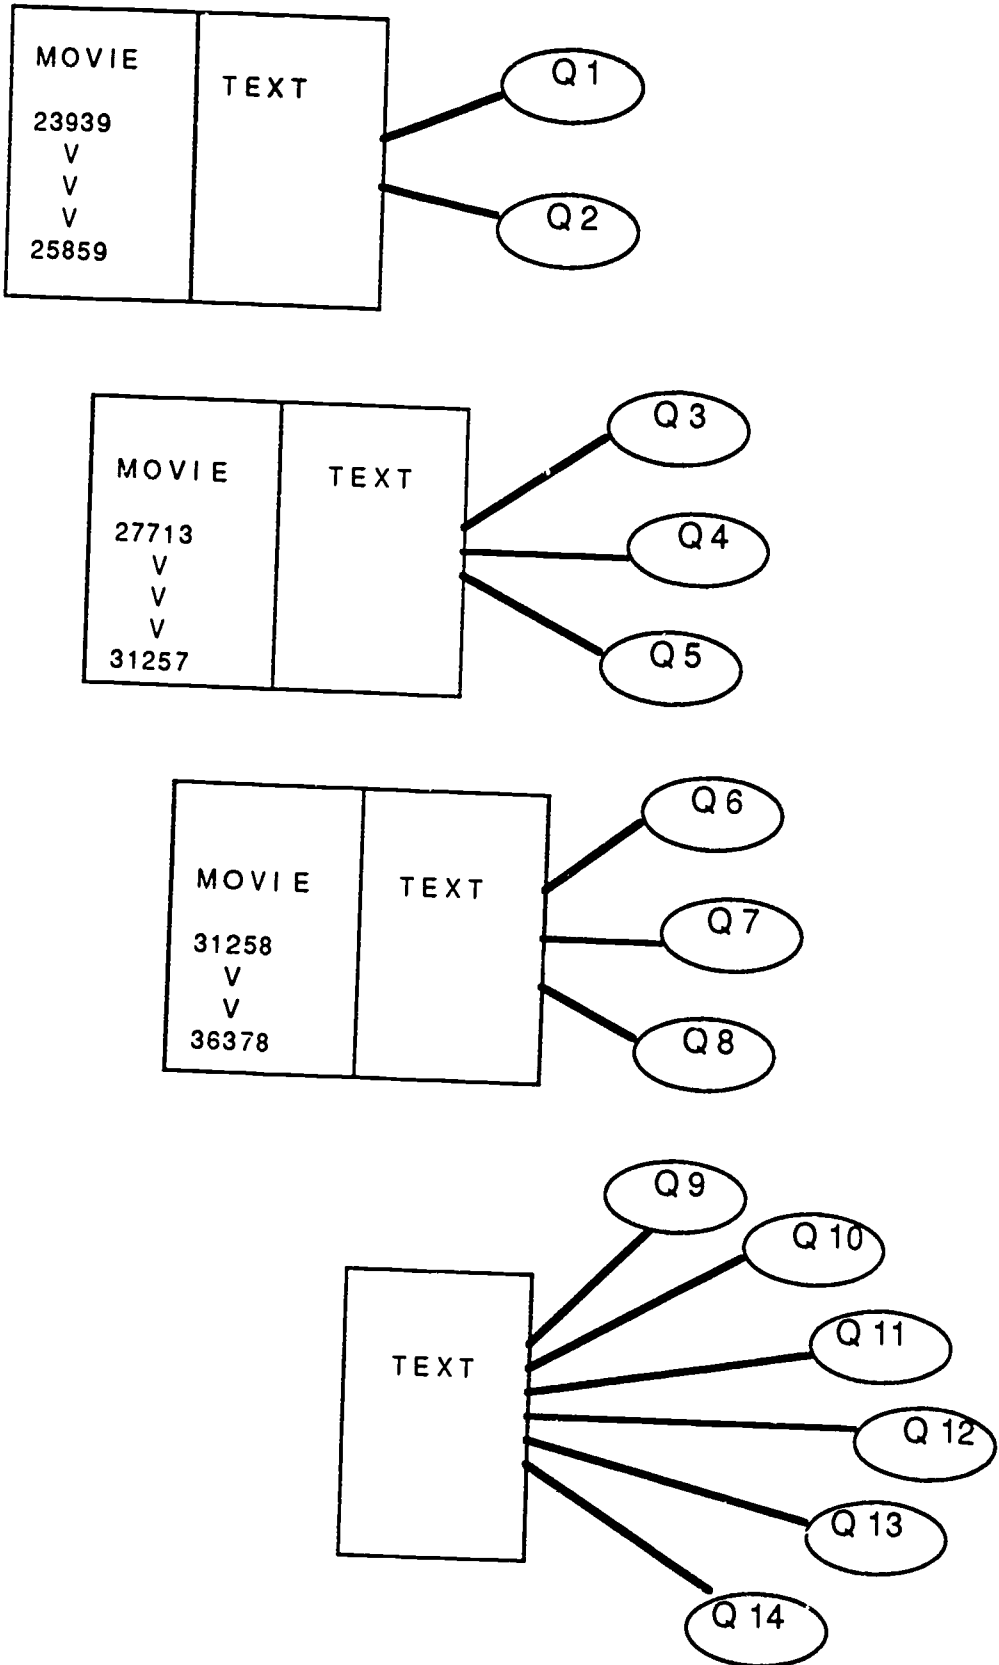 MOVIE
TEXT
23939
V
V
V
25859
Q 1
Q 2
MOVIE
TEXT
27713
V
V
V
31257
Q 3
Q 4
Q 5
MOVIE
TEXT
31258
V
V
36378
Q 6
Q 7
Q 8
TEXT
Q 9
Q 10
Q 11
Q 12
Q 13
Q 14